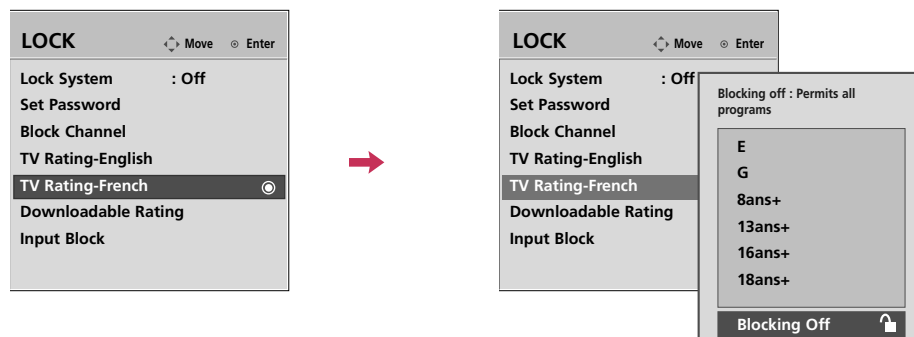 LOCK
Move Enter
Lock System : Off
Set Password
Block Channel
TV Rating-English
TV Rating-French
Downloadable Rating
Input Block
LOCK
Move Enter
Lock System : Off
Set Password
Block Channel
TV Rating-English
TV Rating-French
Downloadable Rating
Input Block
Blocking off : Permits all
programs
E
G
8ans+
13ans+
16ans+
18ans+
Blocking Off